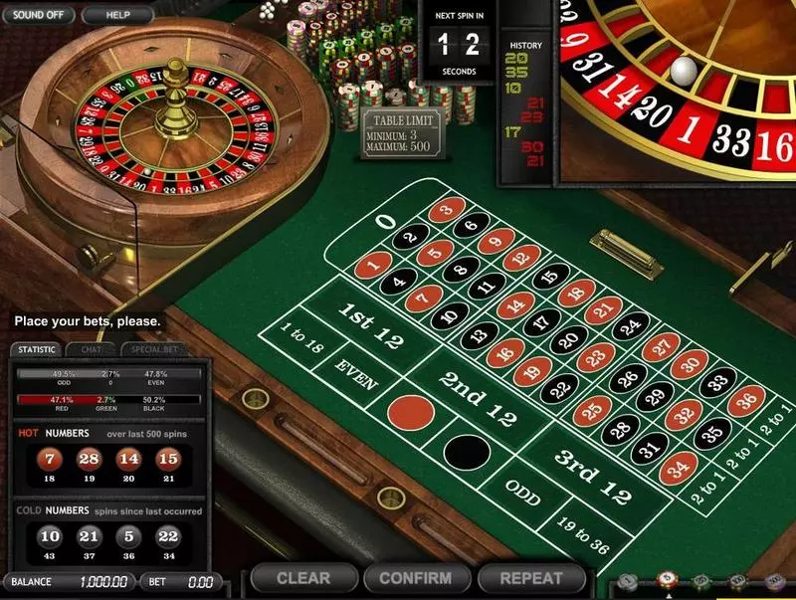 SOUND OFF
HELP
NEXT SPIN IN
1 2
SECONDS
HISTORY
20
35
10
21
23
17
30
21
TABLE LIMIT
MINIMUM: 3
MAXIMUM: 500
9 31 14 20 1 33 16
0
3 6 9 12 15 18 21 24 27 30 33 36
2 5 8 11 14 17 20 23 26 29 32 35
1 4 7 10 13 16 19 22 25 28 31 34
2 to 1
2 to 1
2 to 1
1st 12
2nd 12
3rd 12
1 to 18
EVEN
ODD
19 to 36
Place your bets, please.
STATISTIC
CHAT
SPECIAL BET
49.5% 2.7% 47.8%
ODD 0 EVEN
47.1% 2.7% 50.2%
RED GREEN BLACK
HOT NUMBERS over last 500 spins
7 28 14 15
18 19 20 21
COLD NUMBERS spins since last occurred
10 21 5 22
43 37 36 34
BALANCE 1,000.00 BET 0.00
CLEAR
CONFIRM
REPEAT